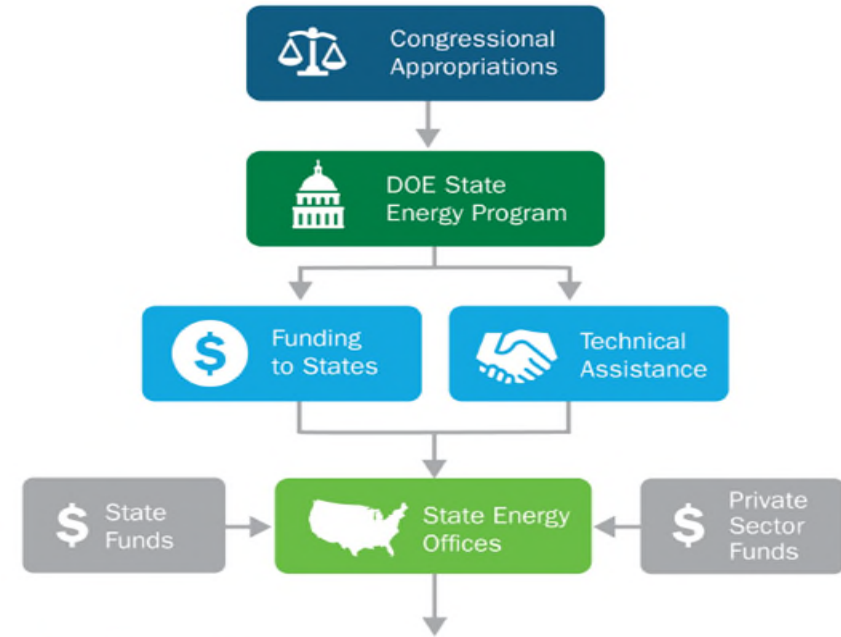 Congressional
Appropriations
DOE State
Energy Program
$
Funding
to States
Technical
Assistance
$
State
Funds
State Energy
Offices
$
Private
Sector
Funds